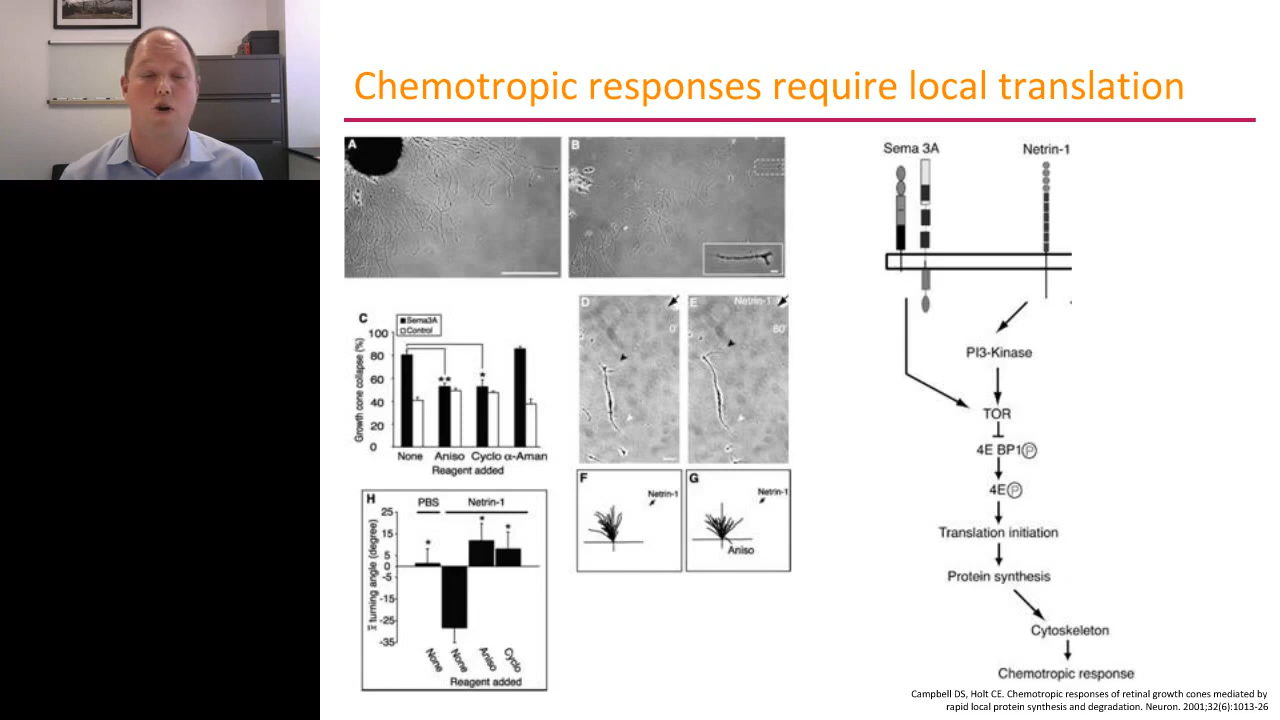 Chemotropic responses require local translation
A
B
C
Sema3A
Control
Growth cone collapse (%)
100
80
60
40
20
0
**
*
None Aniso Cyclo α-Aman
Reagent added
D
0'
E
Netrin-1
60'
F
Netrin-1
G
Netrin-1
Aniso
H
PBS Netrin-1
x̄ turning angle (degree)
25
15
5
0
-5
-15
-25
-35
*
*
*
None None Aniso Cyclo
Reagent added
Sema 3A Netrin-1
PI3-Kinase
TOR
4E BP1 P
4E P
Translation initiation
Protein synthesis
Cytoskeleton
Chemotropic response
Campbell DS, Holt CE. Chemotropic responses of retinal growth cones mediated by
rapid local protein synthesis and degradation. Neuron. 2001;32(6):1013-26